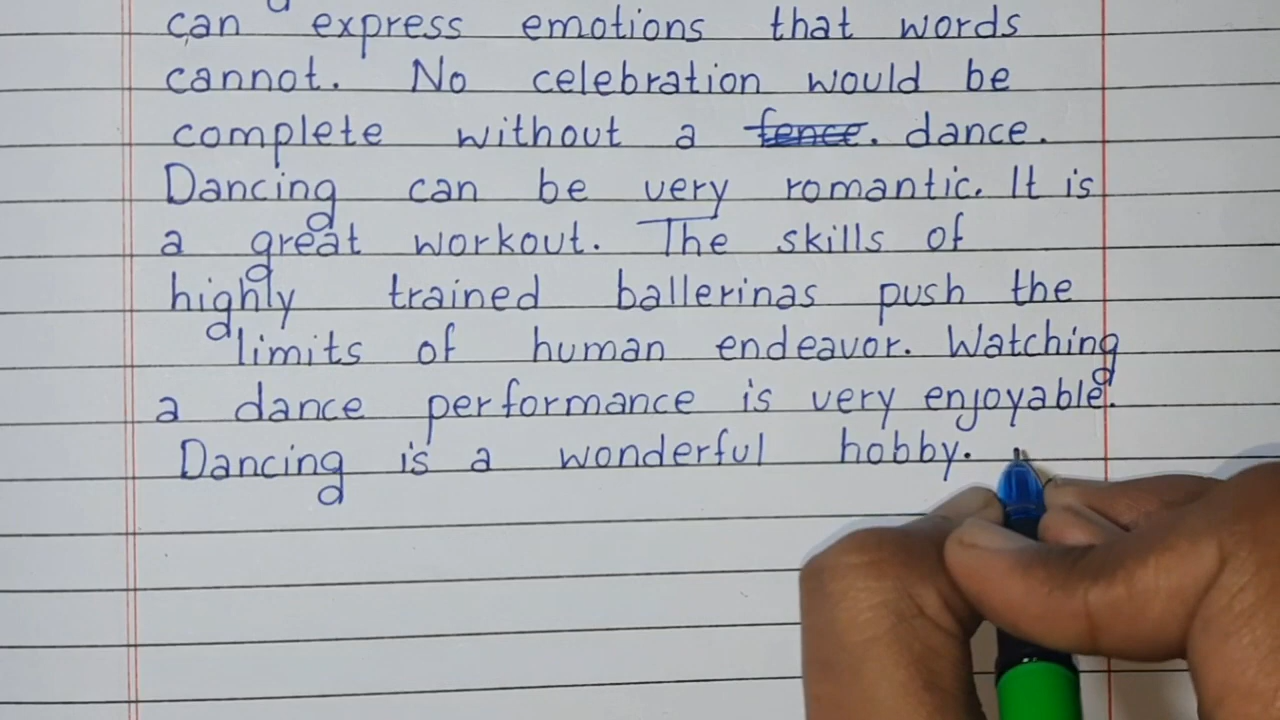 can express emotions that words
cannot. No celebration would be
complete without a fence. dance.
Dancing can be very romantic. It is
a great workout. The skills of
highly trained ballerinas push the
limits of human endeavor. Watching
a dance performance is very enjoyable.
Dancing is a wonderful hobby.